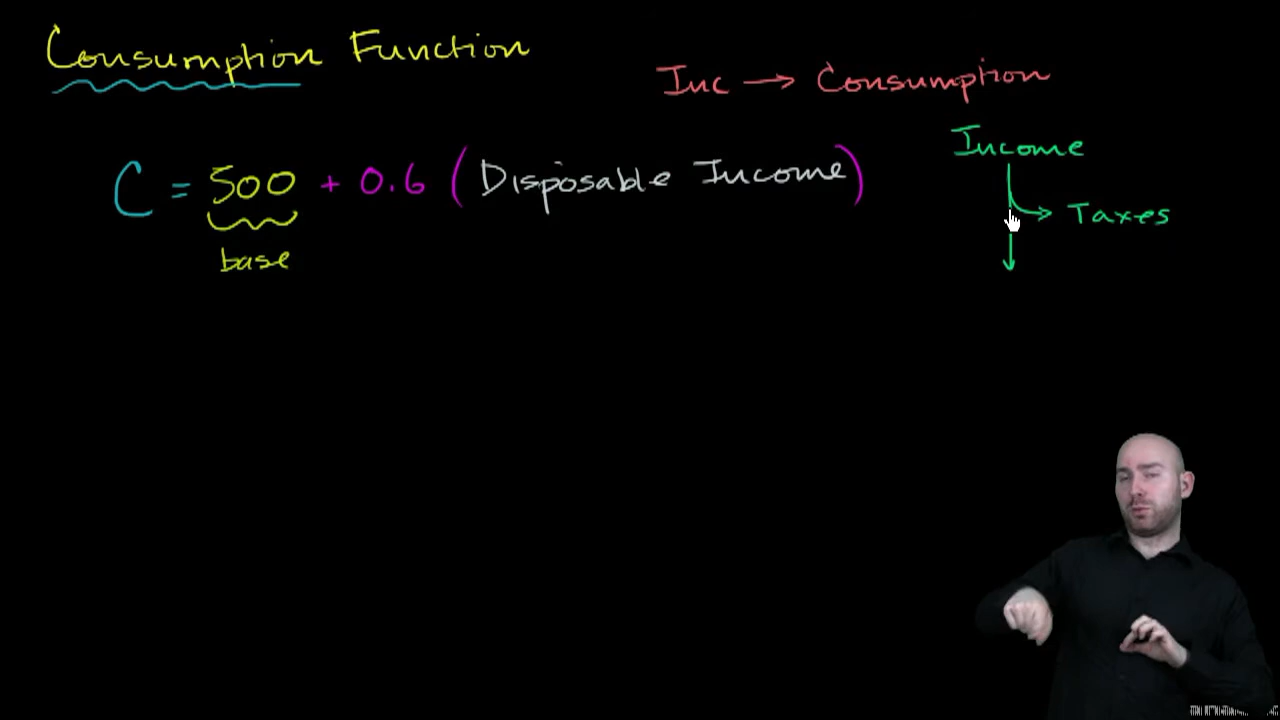 Consumption Function
Inc → Consumption
C = 500 + 0.6 (Disposable Income)
base
Income
Taxes